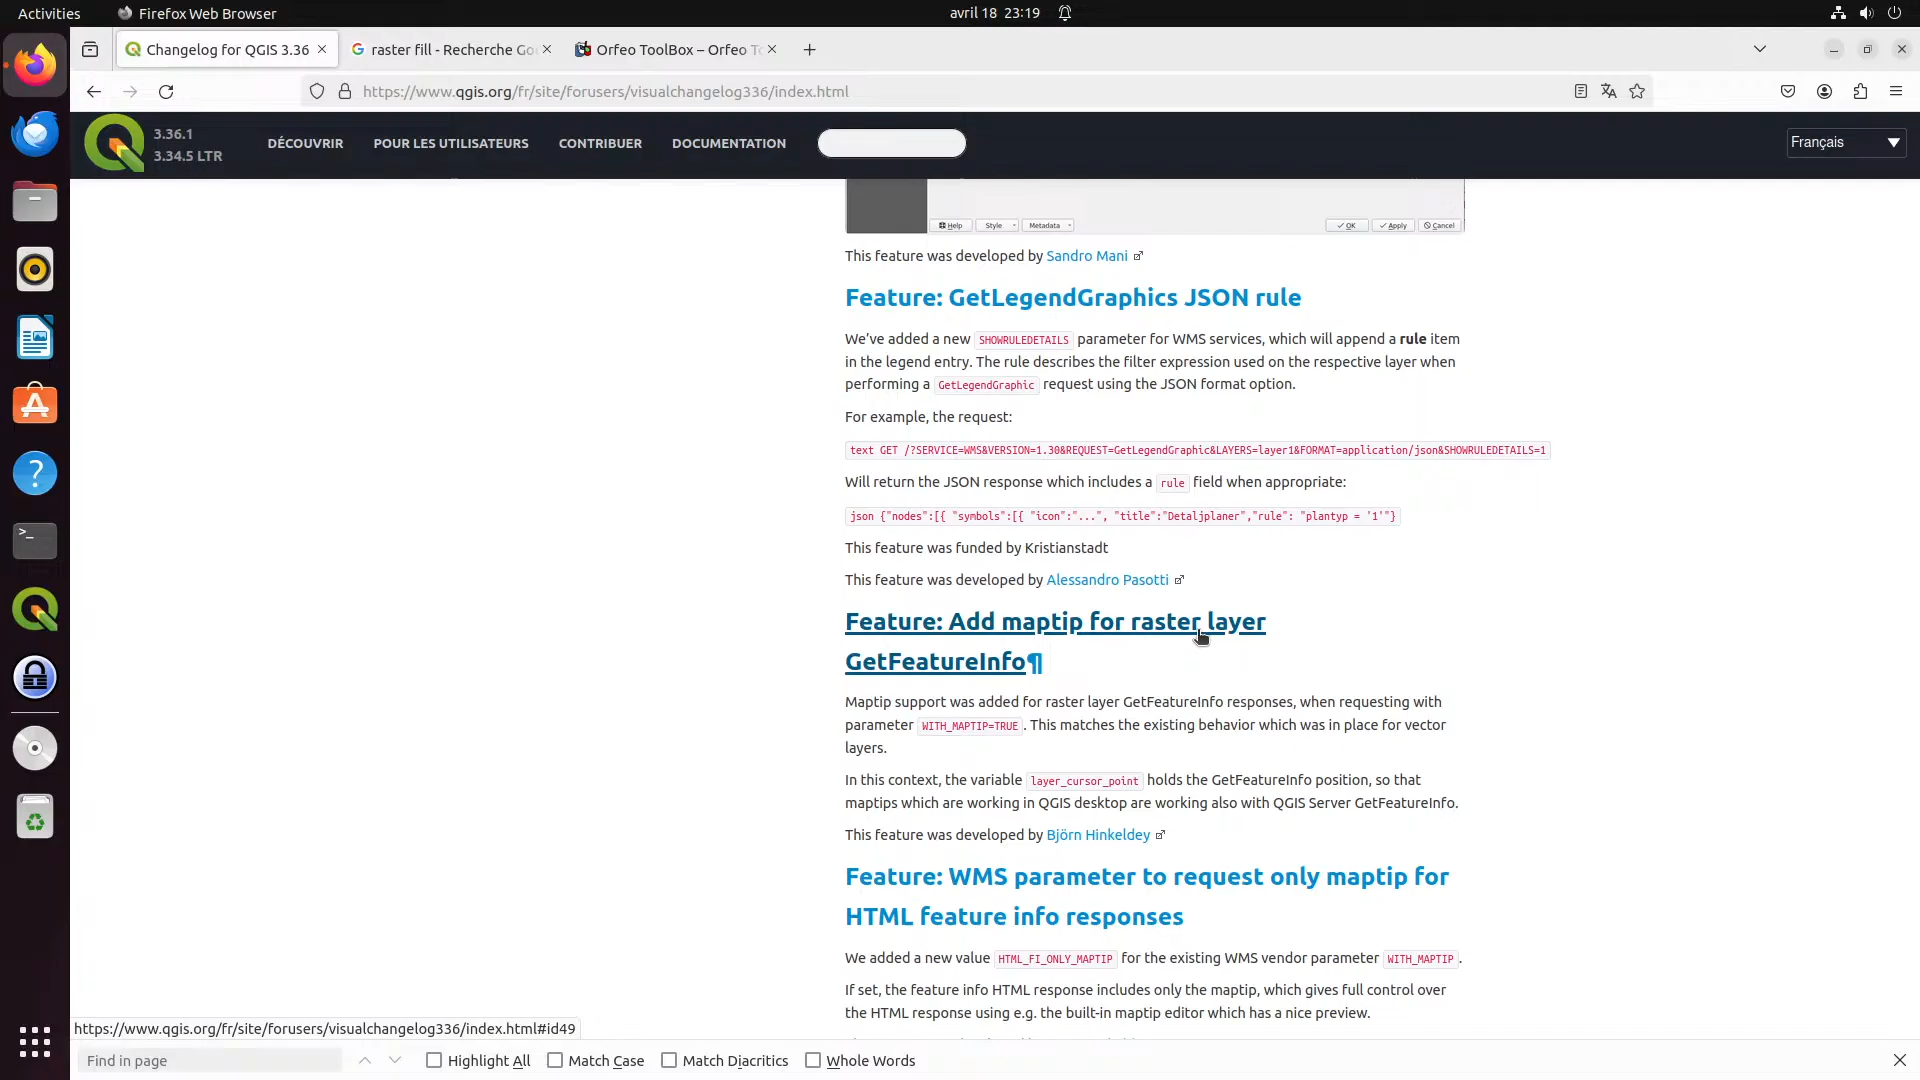 Activities
Firefox Web Browser
avril 18 23:19
Changelog for QGIS 3.36
raster fill - Recherche Go
Orfeo ToolBox – Orfeo T
https://www.qgis.org/fr/site/forusers/visualchangelog336/index.html
3.36.1
3.34.5 LTR
DÉCOUVRIR
POUR LES UTILISATEURS
CONTRIBUER
DOCUMENTATION
Français
Help
Style
Metadata
OK
Apply
Cancel
This feature was developed by Sandro Mani
Feature: GetLegendGraphics JSON rule
We've added a new SHOWRULEDETAILS parameter for WMS services, which will append a rule item
in the legend entry. The rule describes the filter expression used on the respective layer when
performing a GetLegendGraphic request using the JSON format option.
For example, the request:
text GET /?SERVICE=WMS&VERSION=1.30&REQUEST=GetLegendGraphic&LAYERS=layer1&FORMAT=application/json&SHOWRULEDETAILS=1
Will return the JSON response which includes a rule field when appropriate:
json {"nodes":[{ "symbols":[{ "icon":"...", "title":"Detaljplaner","rule": "plantyp = '1'"}
This feature was funded by Kristianstadt
This feature was developed by Alessandro Pasotti
Feature: Add maptip for raster layer
GetFeatureInfo¶
Maptip support was added for raster layer GetFeatureInfo responses, when requesting with
parameter WITH_MAPTIP=TRUE. This matches the existing behavior which was in place for vector
layers.
In this context, the variable layer_cursor_point holds the GetFeatureInfo position, so that
maptips which are working in QGIS desktop are working also with QGIS Server GetFeatureInfo.
This feature was developed by Björn Hinkeldey
Feature: WMS parameter to request only maptip for
HTML feature info responses
We added a new value HTML_FI_ONLY_MAPTIP for the existing WMS vendor parameter WITH_MAPTIP.
If set, the feature info HTML response includes only the maptip, which gives full control over
the HTML response using e.g. the built-in maptip editor which has a nice preview.
https://www.qgis.org/fr/site/forusers/visualchangelog336/index.html#id49
Find in page
Highlight All
Match Case
Match Diacritics
Whole Words